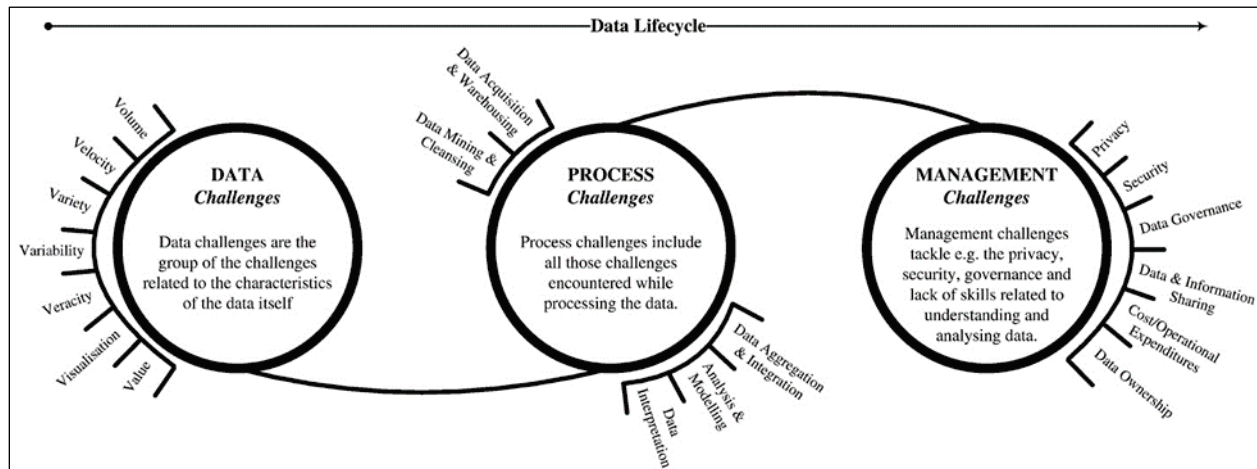 Data Lifecycle
Volume
Velocity
Variety
Variability
Veracity
Visualisation
Value
DATA
Challenges
Data challenges are the
group of the challenges
related to the characteristics
of the data itself
Data Acquisition
& Warehousing
Data Mining &
Cleansing
PROCESS
Challenges
Process challenges include
all those challenges
encountered while
processing the data.
Data Aggregation
& Integration
Analysis &
Modelling
Data
Interpretation
MANAGEMENT
Challenges
Management challenges
tackle e.g. the privacy,
security, governance and
lack of skills related to
understanding and
analysing data.
Privacy
Security
Data Governance
Data & Information
Sharing
Cost/Operational
Expenditures
Data Ownership